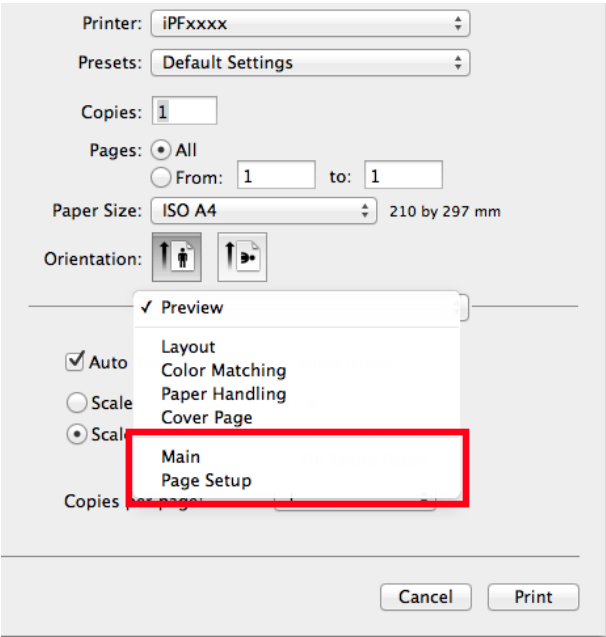 Printer: iPFxxxx
Presets: Default Settings
Copies: 1
Pages: All
From: 1 to: 1
Paper Size: ISO A4 210 by 297 mm
Orientation:
✓ Preview
Layout
Auto
Color Matching
Paper Handling
Scale
Cover Page
Scal
Main
Page Setup
Copies per page:
Cancel Print